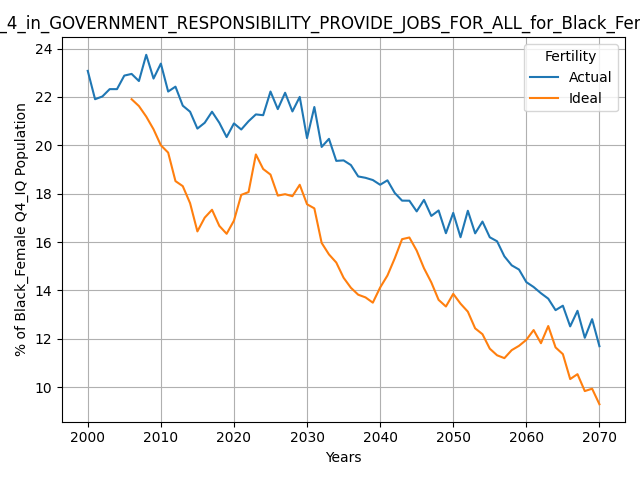 _4_in_GOVERNMENT_RESPONSIBILITY_PROVIDE_JOBS_FOR_ALL_for_Black_Fer
24
22
20
18
16
14
12
10
% of Black_Female Q4_IQ Population
Fertility
Actual
Ideal
2000 2010 2020 2030 2040 2050 2060 2070
Years